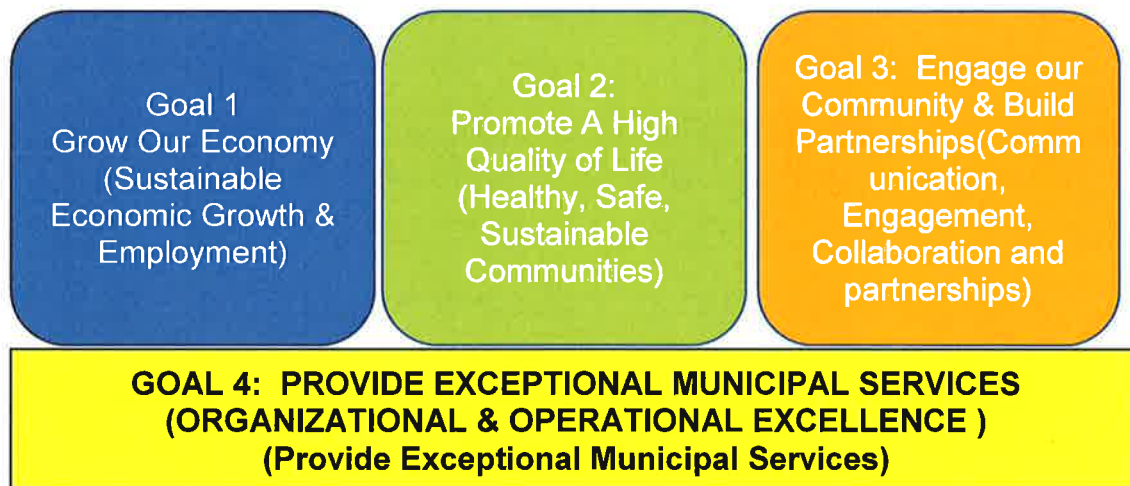 Goal 1
Grow Our Economy
(Sustainable
Economic Growth &
Employment)
Goal 2:
Promote A High
Quality of Life
(Healthy, Safe,
Sustainable
Communities)
Goal 3:  Engage our
Community & Build
Partnerships(Comm
unication,
Engagement,
Collaboration and
partnerships)
GOAL 4:  PROVIDE EXCEPTIONAL MUNICIPAL SERVICES
(ORGANIZATIONAL & OPERATIONAL EXCELLENCE )
(Provide Exceptional Municipal Services)